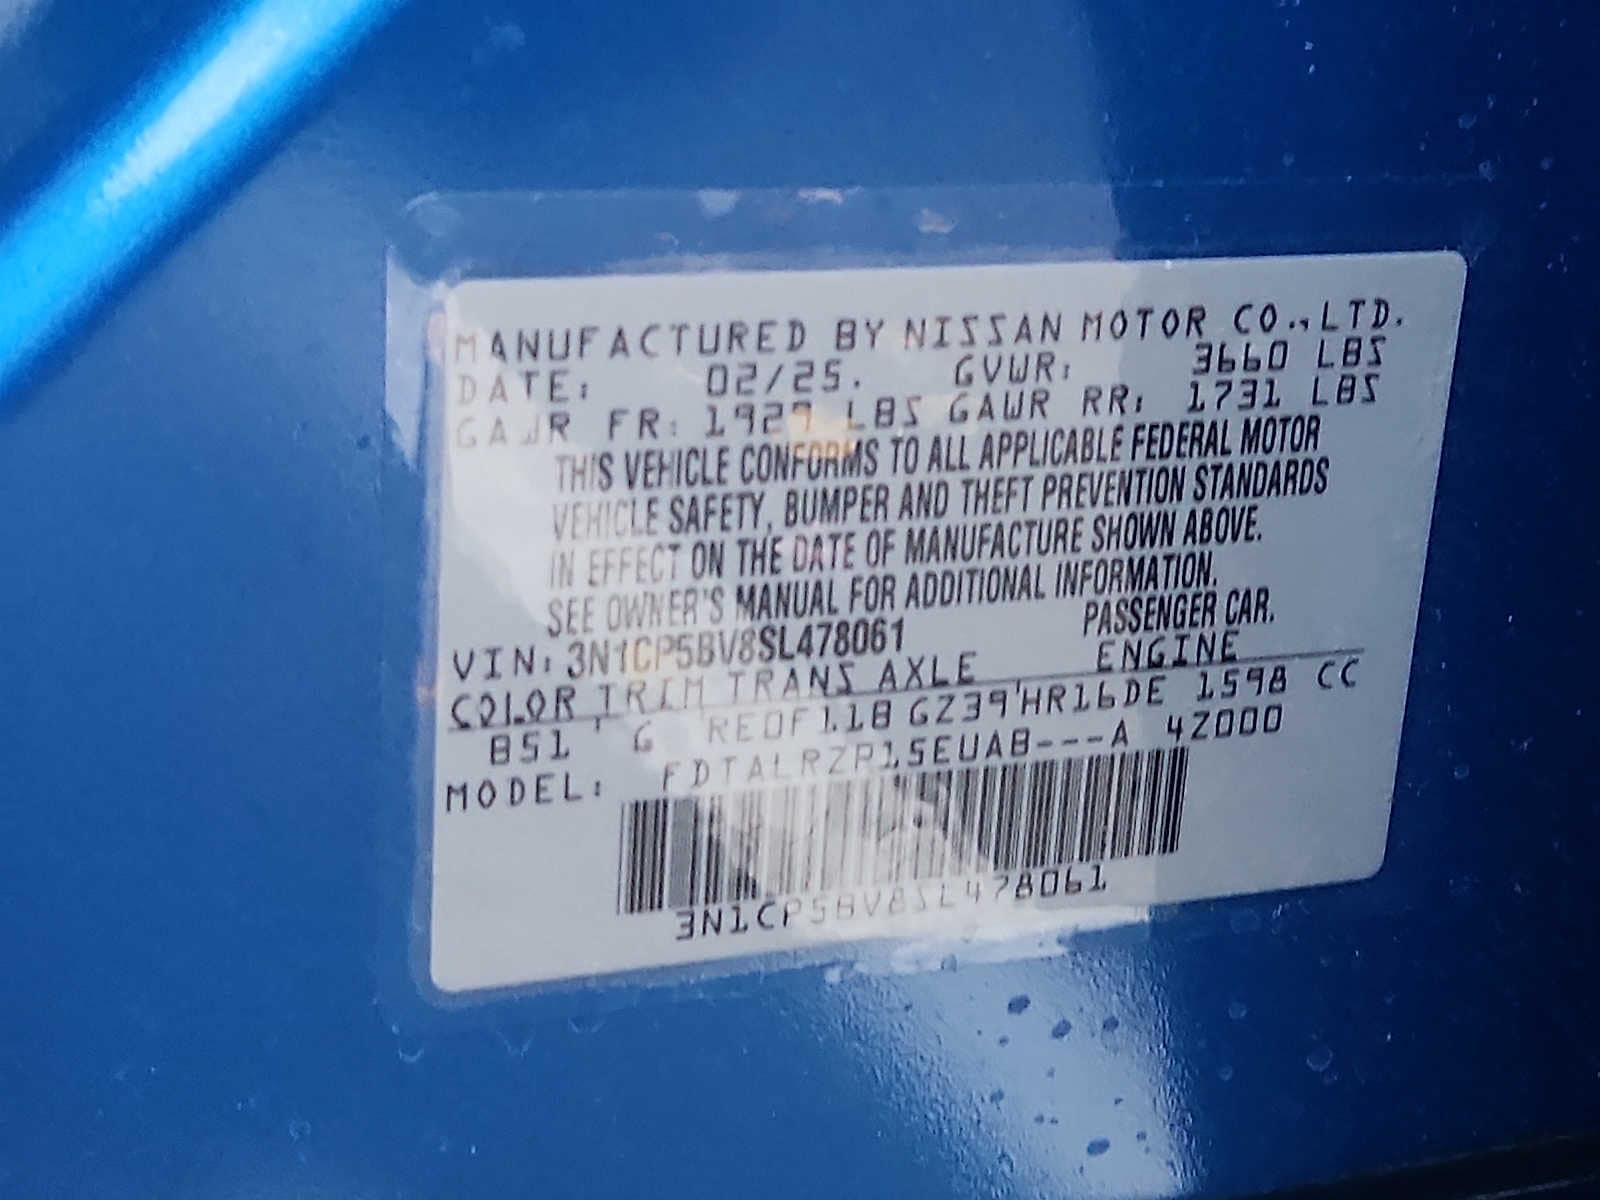 MANUFACTURED BY NISSAN MOTOR CO., LTD.
DATE: 02/25. GVWR: 3660 LBS
GAWR FR: 1929 LBS GAWR RR: 1731 LBS
THIS VEHICLE CONFORMS TO ALL APPLICABLE FEDERAL MOTOR
VEHICLE SAFETY, BUMPER AND THEFT PREVENTION STANDARDS
IN EFFECT ON THE DATE OF MANUFACTURE SHOWN ABOVE.
SEE OWNER'S MANUAL FOR ADDITIONAL INFORMATION.
VIN: 3N1CP5BV8SL478061 PASSENGER CAR.
COLOR TRIM TRANS AXLE ENGINE
B51 G RE0F11B GZ39 HR16DE 1598 CC
MODEL: FDTALRZP15EUAB---A 4Z000
3N1CP5BV8SL478061